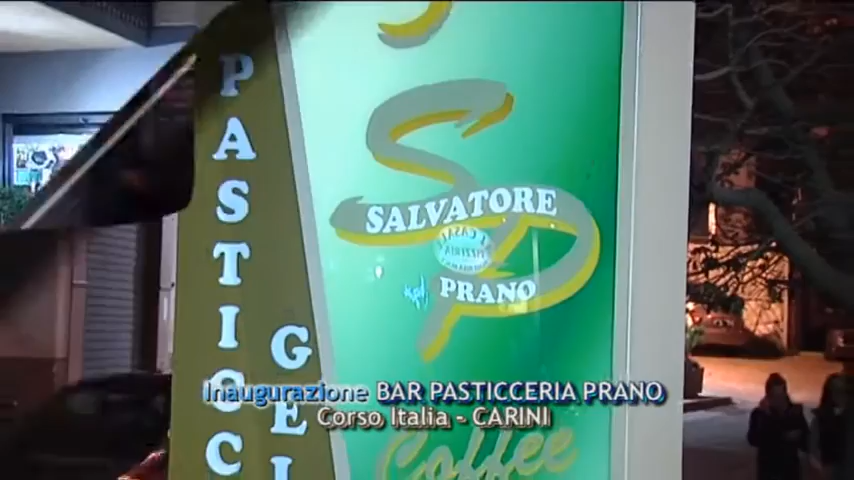 PASTICC
GEL
SALVATORE
PRANO
Coffee
Inaugurazione BAR PASTICCERIA PRANO
Corso Italia - CARINI